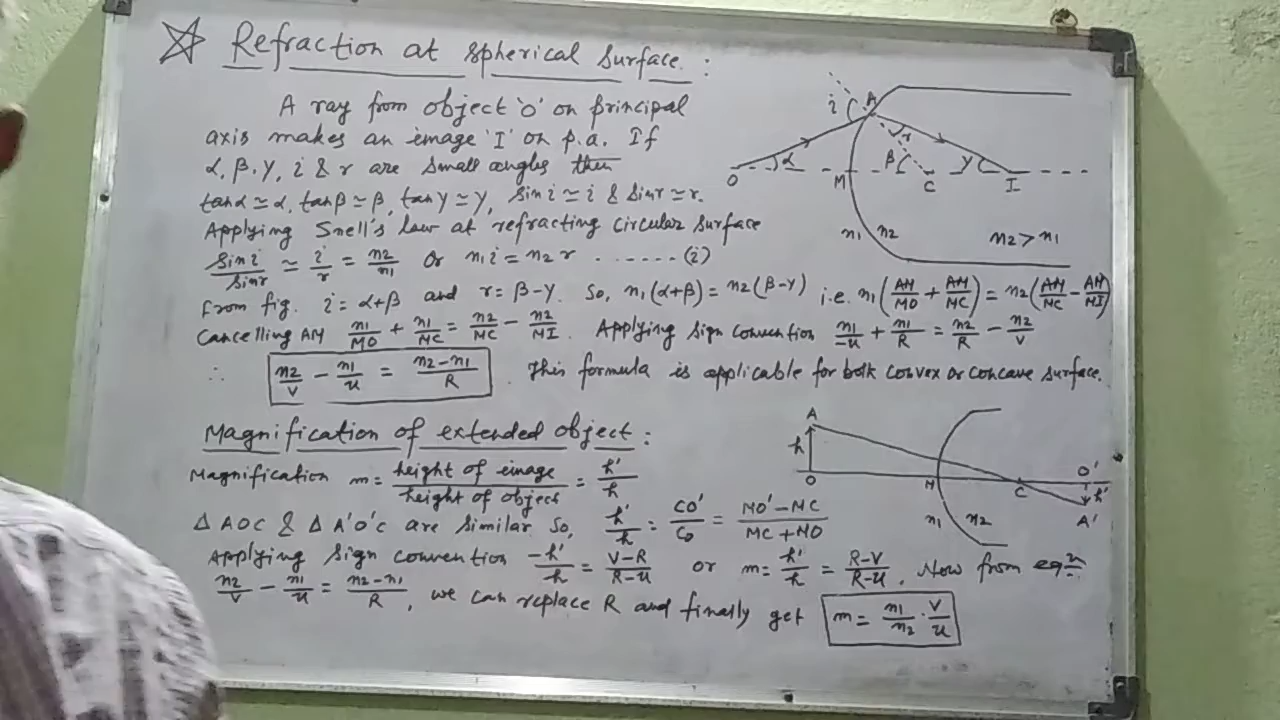 ☆ Refraction at spherical surface :
A ray from object 'O' on principal
axis makes an image 'I' on p.a. If
α, β, γ, i & r are small angles then
tanα ≃ α, tanβ ≃ β, tanγ ≃ γ, sini ≃ i & sinr ≃ r.
Applying Snell's law at refracting circular surface
sini/sinr ≃ i/r = n2/n1 or n1 i = n2 r ....... (i)
From fig. i = α+β and r = β-γ. So, n1(α+β) = n2(β-γ) i.e. n1(AM/MO + AM/MC) = n2(AM/MC - AM/MI)
Cancelling AM n1/MO + n1/MC = n2/MC - n2/MI. Applying sign convention n1/-u + n1/R = n2/R - n2/v
∴ n2/v - n1/u = n2-n1/R. This formula is applicable for both convex or concave surface.
i A r
α β γ
O M C I
n1 n2 n2 > n1
Magnification of extended object :
Magnification m = height of image/height of object = h'/h
Δ AOC & Δ A'O'C are similar. So, h'/h = CO'/CO = MO'-MC/MC+MO
Applying sign convention -h'/h = V-R/R-u or m = h'/h = R-V/R-u. Now from eqn
n2/v - n1/u = n2-n1/R, we can replace R and finally get m = n1/n2 · v/u
A
h O'
O M C h'
n1 n2 A'